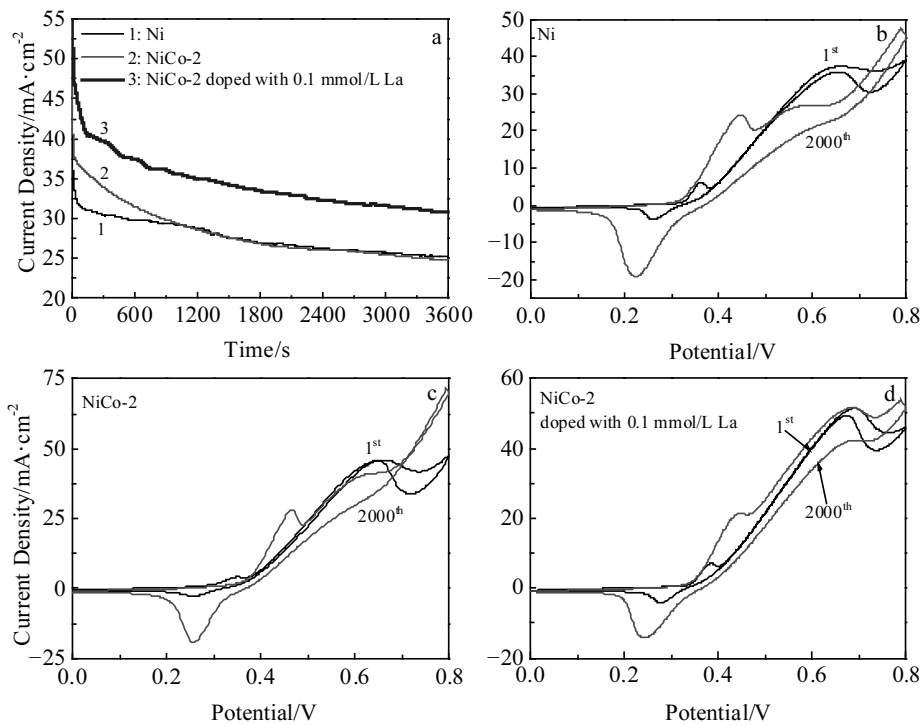 a
1: Ni
2: NiCo-2
3: NiCo-2 doped with 0.1 mmol/L La
3
2
1
55
50
45
40
35
30
25
20
0
600
1200
1800
2400
3000
3600
Time/s
Current Density/mA·cm⁻²
Ni
b
1st
2000th
50
40
30
20
10
0
−10
−20
0.0
0.2
0.4
0.6
0.8
Potential/V
NiCo-2
c
1st
2000th
75
50
25
0
−25
0.0
0.2
0.4
0.6
0.8
Potential/V
Current Density/mA·cm⁻²
NiCo-2
doped with 0.1 mmol/L La
d
1st
2000th
60
40
20
0
−20
0.0
0.2
0.4
0.6
0.8
Potential/V